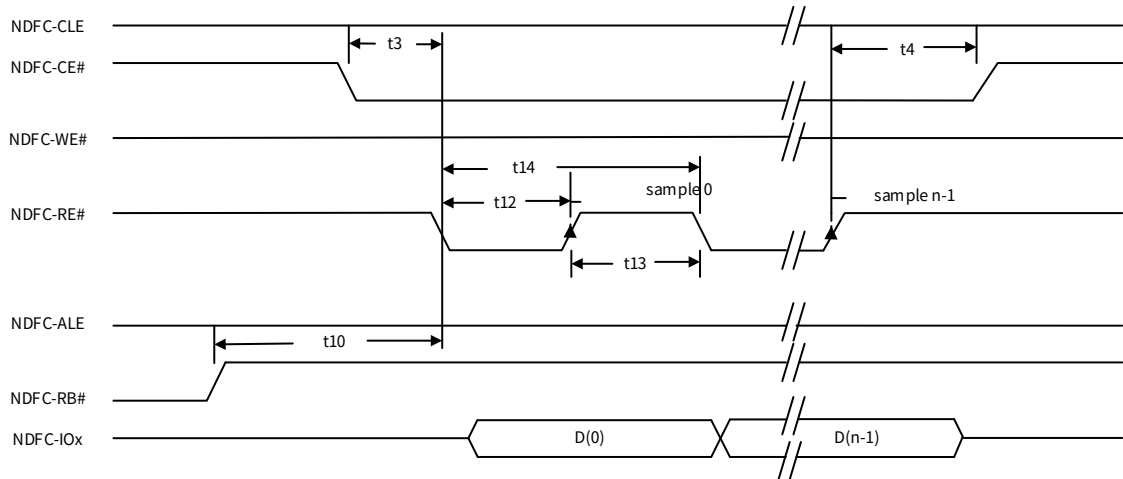 NDFC-CLE
t3
t4
NDFC-CE#
NDFC-WE#
t14
sample 0
t12
sample n-1
NDFC-RE#
t13
NDFC-ALE
t10
NDFC-RB#
NDFC-IOx
D(0)
D(n-1)